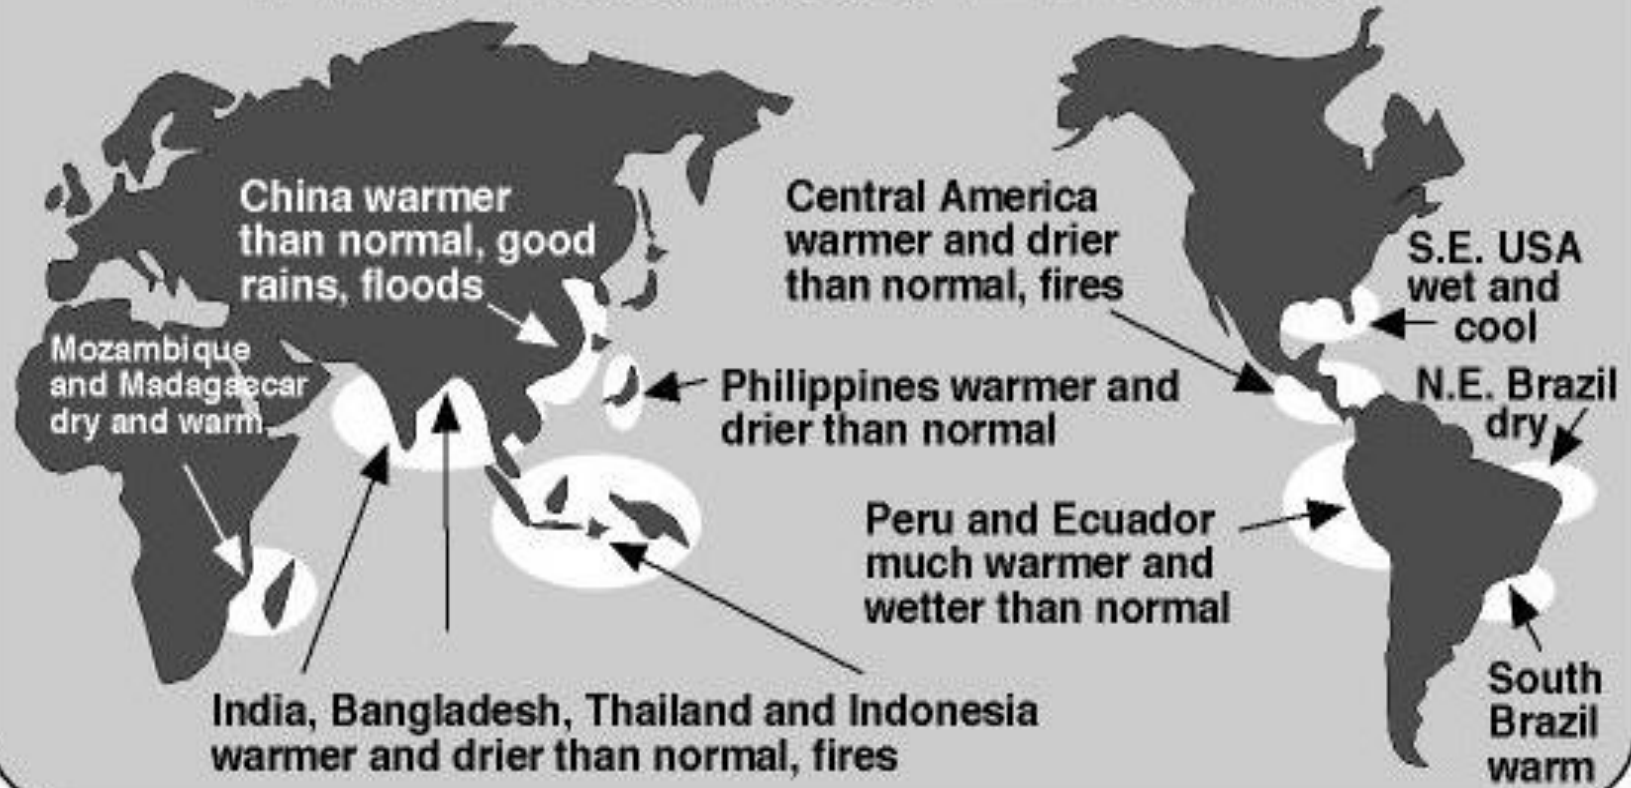 China warmer
than normal, good
rains, floods
Central America
warmer and drier
than normal, fires
S.E. USA
wet and
cool
Mozambique
and Madagascar
dry and warm
Philippines warmer and
drier than normal
N.E. Brazil
dry
Peru and Ecuador
much warmer and
wetter than normal
India, Bangladesh, Thailand and Indonesia
warmer and drier than normal, fires
South
Brazil
warm